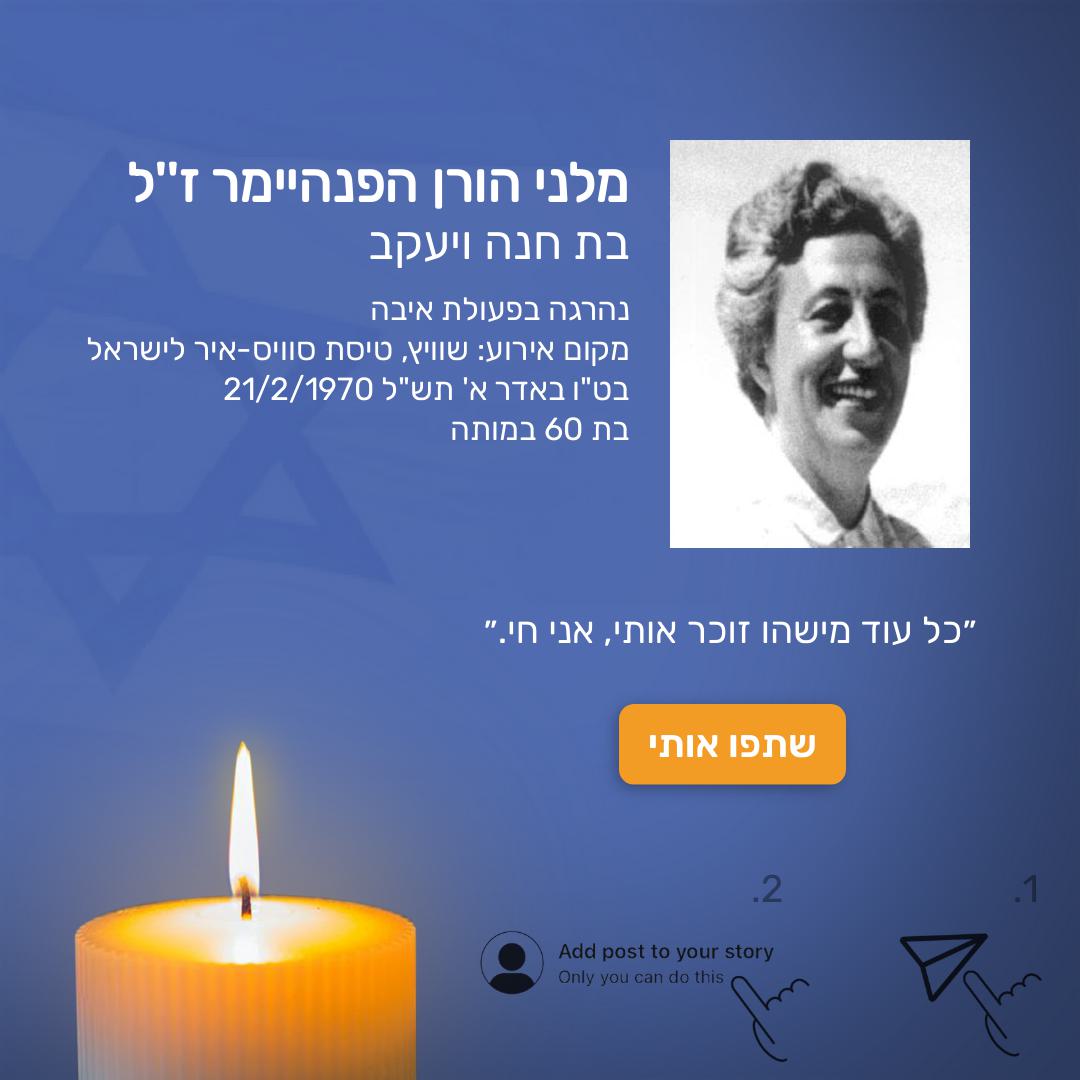 מלני הורן הפנהיימר ז"ל
בת חנה ויעקב
נהרגה בפעולת איבה
מקום אירוע: שוויץ, טיסת סוויס-איר לישראל
בט"ו באדר א' תש"ל 21/2/1970
בת 60 במותה
״כל עוד מישהו זוכר אותי, אני חי.״
שתפו אותי
1.
2.
Add post to your story
Only you can do this